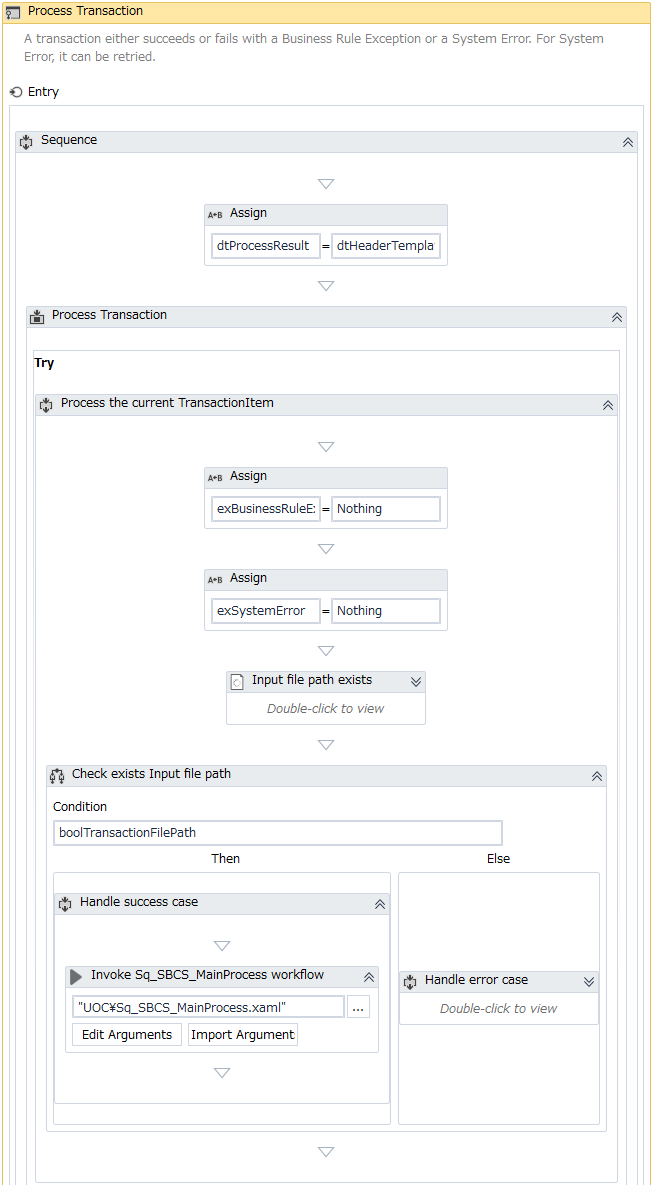 Process Transaction
A transaction either succeeds or fails with a Business Rule Exception or a System Error. For System
Error, it can be retried.
Entry
Sequence
A+B Assign
dtProcessResult = dtHeaderTempla
Process Transaction
Try
Process the current TransactionItem
A+B Assign
exBusinessRuleEx = Nothing
A+B Assign
exSystemError = Nothing
Input file path exists
Double-click to view
Check exists Input file path
Condition
boolTransactionFilePath
Then Else
Handle success case
Invoke Sq_SBCS_MainProcess workflow
"UOC¥Sq_SBCS_MainProcess.xaml" ...
Edit Arguments Import Argument
Handle error case
Double-click to view